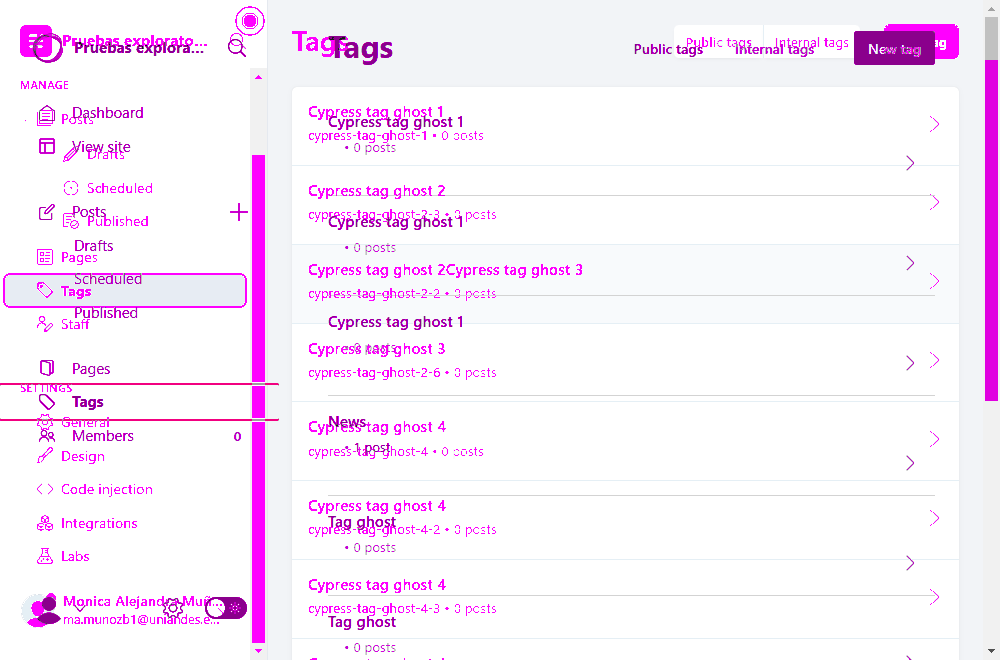 Pruebas explorato...
Pruebas explora...
MANAGE
Dashboard
Posts
View site
Drafts
Scheduled
Posts
Published
Drafts
Pages
Scheduled
Tags
Published
Staff
Pages
SETTINGS
Tags
General
Members 0
Design
Code injection
Integrations
Labs
Monica Alejandra Muñ...
ma.munozb1@uniandes.e...
Tags
Tags
Public tags Internal tags
Public tags Internal tags New tag
Cypress tag ghost 1
Cypress tag ghost 1
cypress-tag-ghost-1 • 0 posts
• 0 posts
Cypress tag ghost 2
cypress-tag-ghost-2-3 • 0 posts
Cypress tag ghost 1
• 0 posts
Cypress tag ghost 2Cypress tag ghost 3
cypress-tag-ghost-2-2 • 0 posts
Cypress tag ghost 1
• 0 posts
Cypress tag ghost 3
cypress-tag-ghost-2-6 • 0 posts
News
Cypress tag ghost 4
• 1 post
cypress-tag-ghost-4 • 0 posts
Cypress tag ghost 4
Tag ghost
cypress-tag-ghost-4-2 • 0 posts
• 0 posts
Cypress tag ghost 4
cypress-tag-ghost-4-3 • 0 posts
Tag ghost
• 0 posts